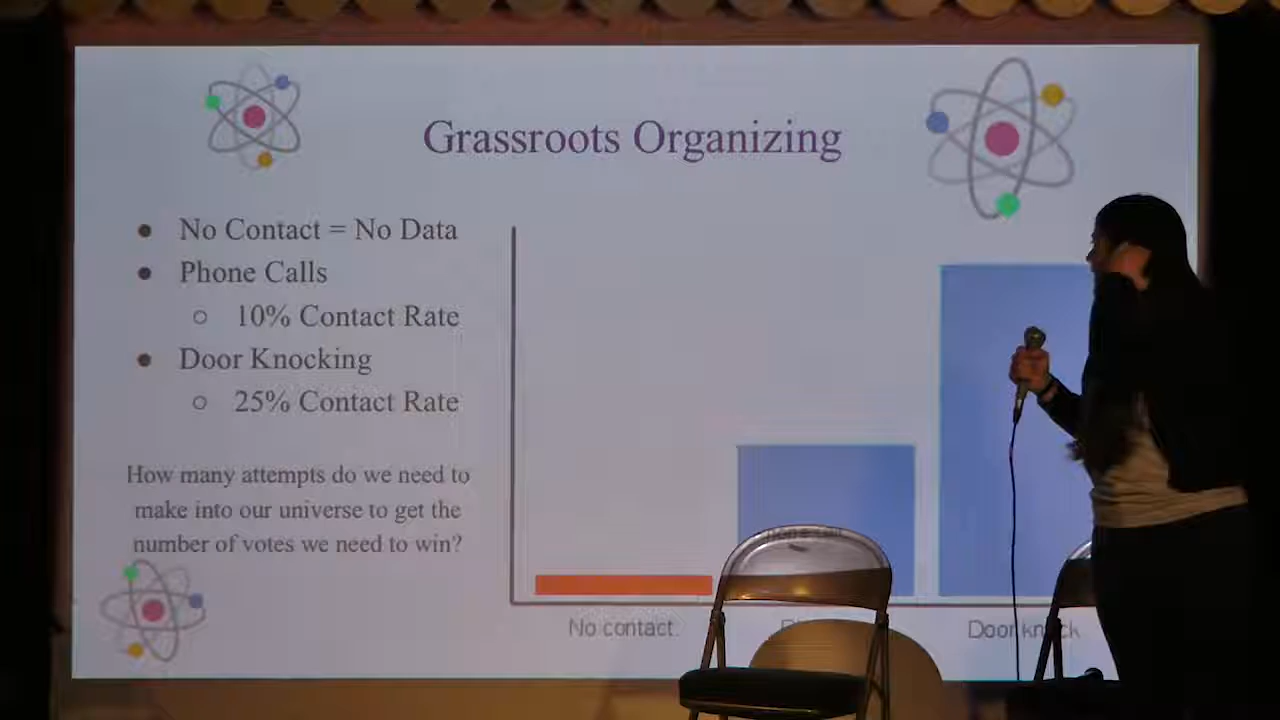 Grassroots Organizing
● No Contact = No Data
● Phone Calls
○ 10% Contact Rate
● Door Knocking
○ 25% Contact Rate
How many attempts do we need to
make into our universe to get the
number of votes we need to win?
No contact
Door knock